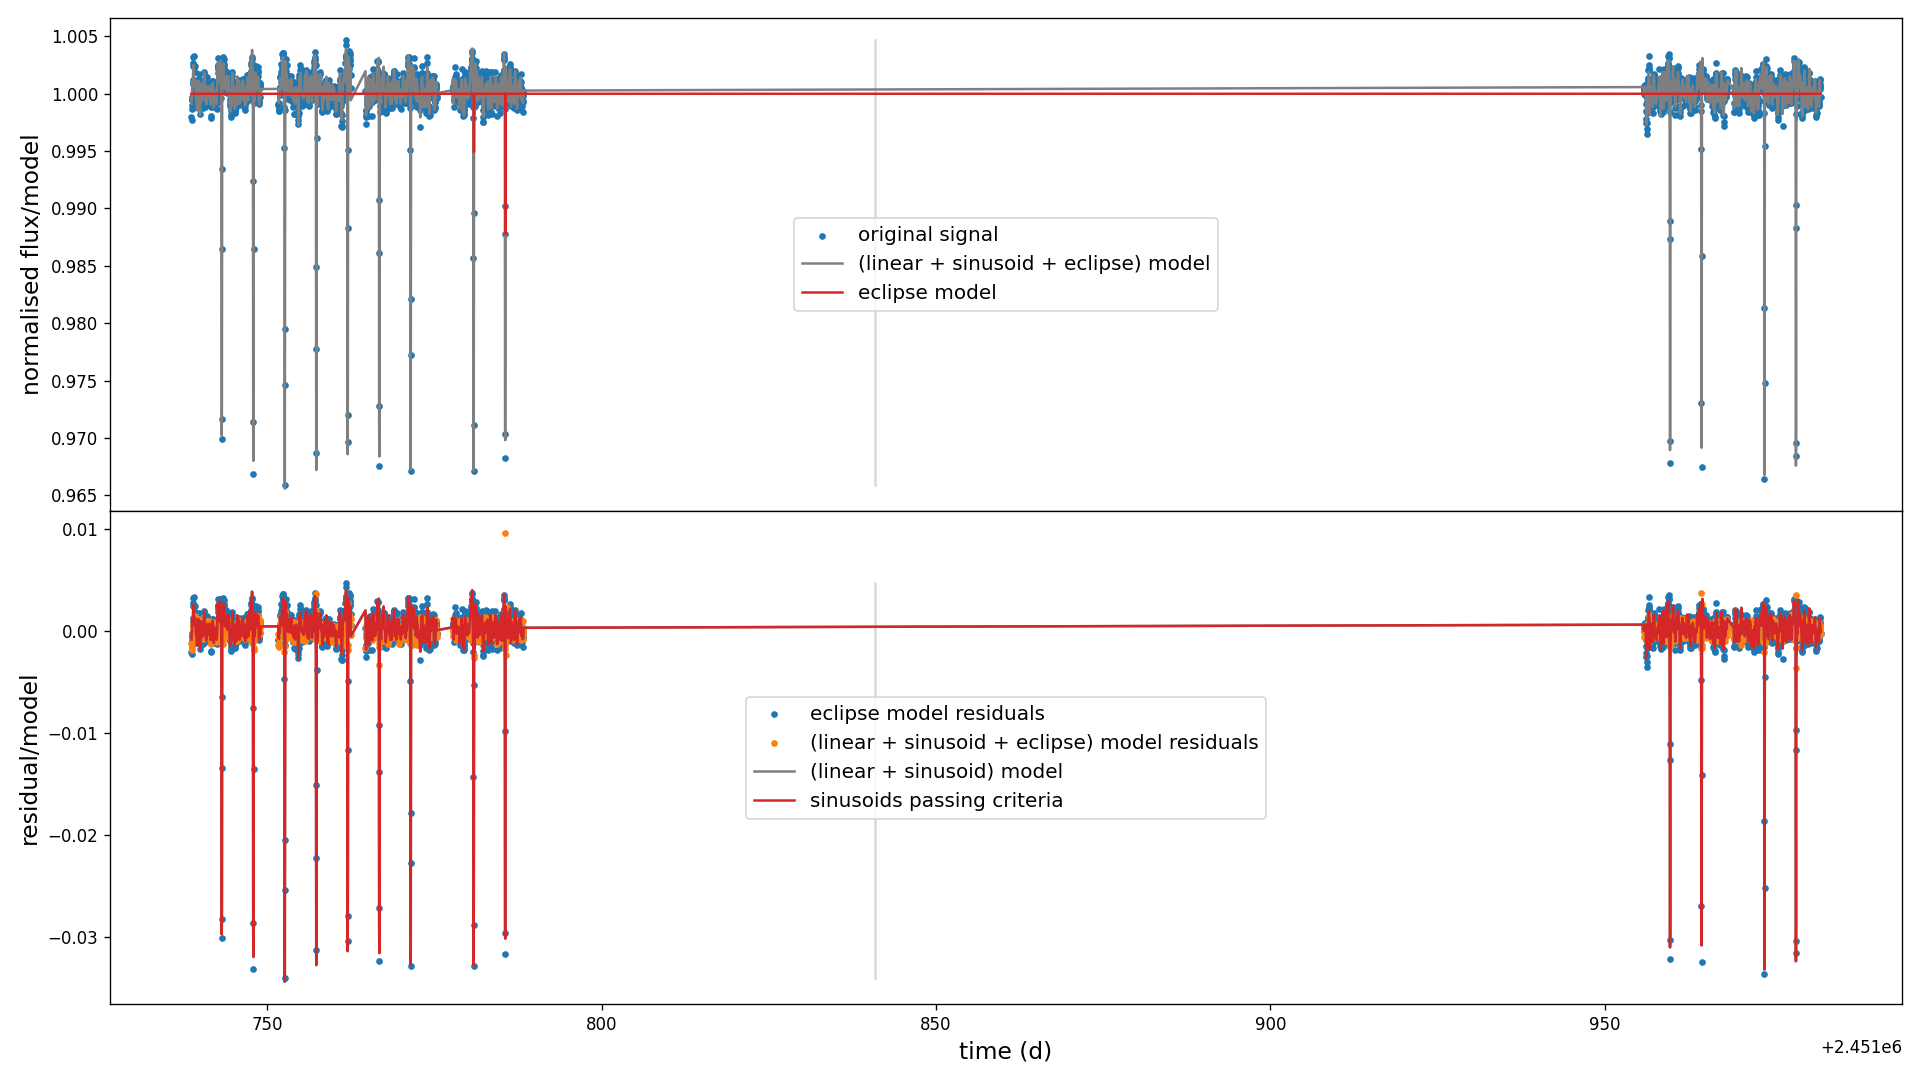 normalised flux/model
1.005
1.000
0.995
0.990
0.985
0.980
0.975
0.970
0.965
original signal
(linear + sinusoid + eclipse) model
eclipse model
residual/model
0.01
0.00
−0.01
−0.02
−0.03
eclipse model residuals
(linear + sinusoid + eclipse) model residuals
(linear + sinusoid) model
sinusoids passing criteria
750
800
850
900
950
time (d)
+2.451e6